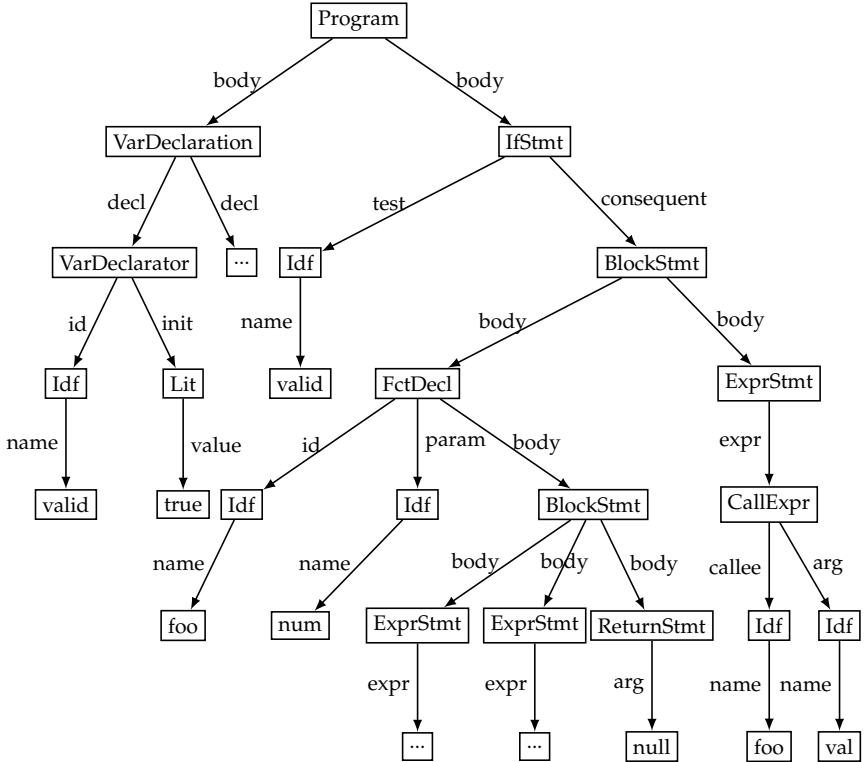 Program
body body
VarDeclaration IfStmt
decl decl test consequent
VarDeclarator ... Idf BlockStmt
id init name body body
Idf Lit valid FctDecl ExprStmt
name value id param body expr
valid true Idf Idf BlockStmt CallExpr
name name body body body callee arg
foo num ExprStmt ExprStmt ReturnStmt Idf Idf
expr expr arg name name
... ... null foo val